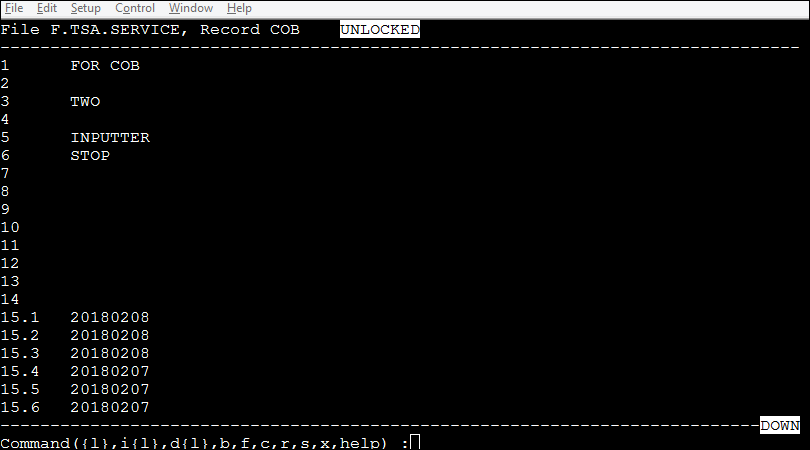 File Edit Setup Control Window Help
File F.TSA.SERVICE, Record COB UNLOCKED
--------------------------------------------------------------------------------
1 FOR COB
2
3 TWO
4
5 INPUTTER
6 STOP
7
8
9
10
11
12
13
14
15.1 20180208
15.2 20180208
15.3 20180208
15.4 20180207
15.5 20180207
15.6 20180207
----------------------------------------------------------------------------DOWN
Command({l},i{l},d{l},b,f,c,r,s,x,help) :